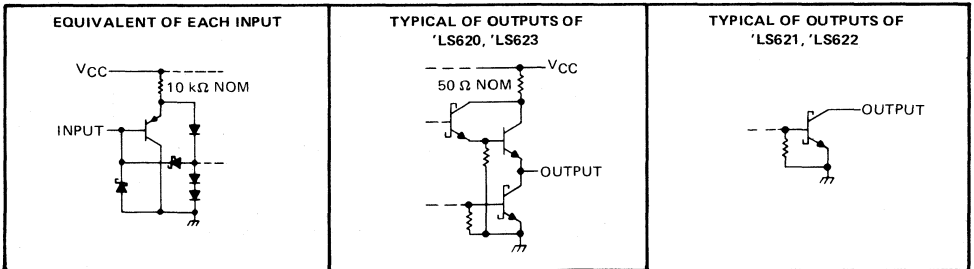 EQUIVALENT OF EACH INPUT
VCC
10 kΩ NOM
INPUT
TYPICAL OF OUTPUTS OF
'LS620, 'LS623
VCC
50 Ω NOM
OUTPUT
TYPICAL OF OUTPUTS OF
'LS621, 'LS622
OUTPUT